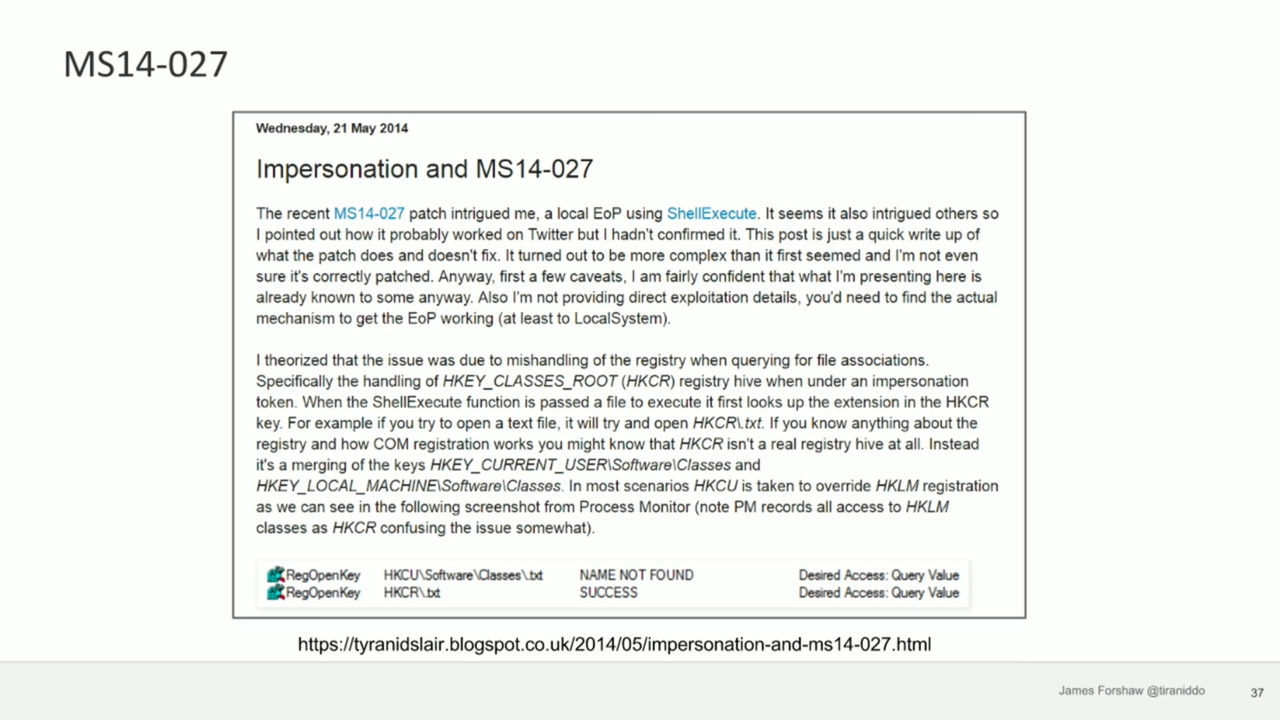 MS14-027
Wednesday, 21 May 2014
Impersonation and MS14-027
The recent MS14-027 patch intrigued me, a local EoP using ShellExecute. It seems it also intrigued others so
I pointed out how it probably worked on Twitter but I hadn't confirmed it. This post is just a quick write up of
what the patch does and doesn't fix. It turned out to be more complex than it first seemed and I'm not even
sure it's correctly patched. Anyway, first a few caveats, I am fairly confident that what I'm presenting here is
already known to some anyway. Also I'm not providing direct exploitation details, you'd need to find the actual
mechanism to get the EoP working (at least to LocalSystem).
I theorized that the issue was due to mishandling of the registry when querying for file associations.
Specifically the handling of HKEY_CLASSES_ROOT (HKCR) registry hive when under an impersonation
token. When the ShellExecute function is passed a file to execute it first looks up the extension in the HKCR
key. For example if you try to open a text file, it will try and open HKCR\.txt. If you know anything about the
registry and how COM registration works you might know that HKCR isn't a real registry hive at all. Instead
it's a merging of the keys HKEY_CURRENT_USER\Software\Classes and
HKEY_LOCAL_MACHINE\Software\Classes. In most scenarios HKCU is taken to override HKLM registration
as we can see in the following screenshot from Process Monitor (note PM records all access to HKLM
classes as HKCR confusing the issue somewhat).
RegOpenKey HKCU\Software\Classes\.txt NAME NOT FOUND Desired Access: Query Value
RegOpenKey HKCR\.txt SUCCESS Desired Access: Query Value
https://tyranidslair.blogspot.co.uk/2014/05/impersonation-and-ms14-027.html
James Forshaw @tiraniddo 37